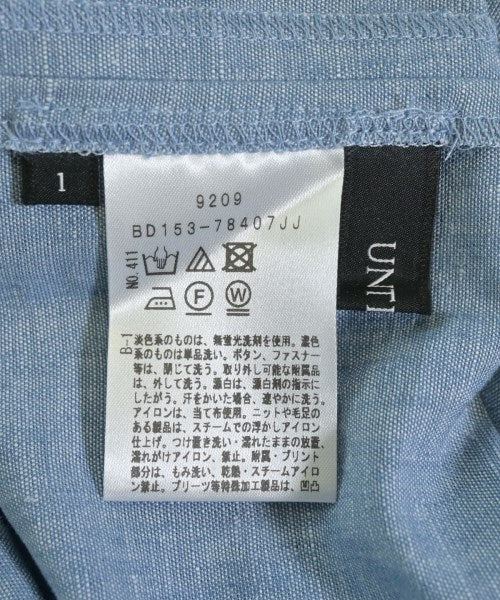 1
9209
BD153-78407JJ
NO.411
F
W
B-1
淡色系のものは、無蛍光洗剤を使用。濃色
系のものは単品洗い。ボタン、ファスナー
等は、閉じて洗う。取り外し可能な附属品
は、外して洗う。漂白は、漂白剤の指示に
したがう。汗をかいた場合、速やかに洗う。
アイロンは、当て布使用。ニットや毛足の
ある製品は、スチームでの浮かしアイロン
仕上げ。つけ置き洗い・濡れたままの放置、
濡れがけアイロン、禁止。附属・プリント
部分は、もみ洗い、乾熱・スチームアイロ
ン禁止。プリーツ等特殊加工製品は、凹凸
UNTI